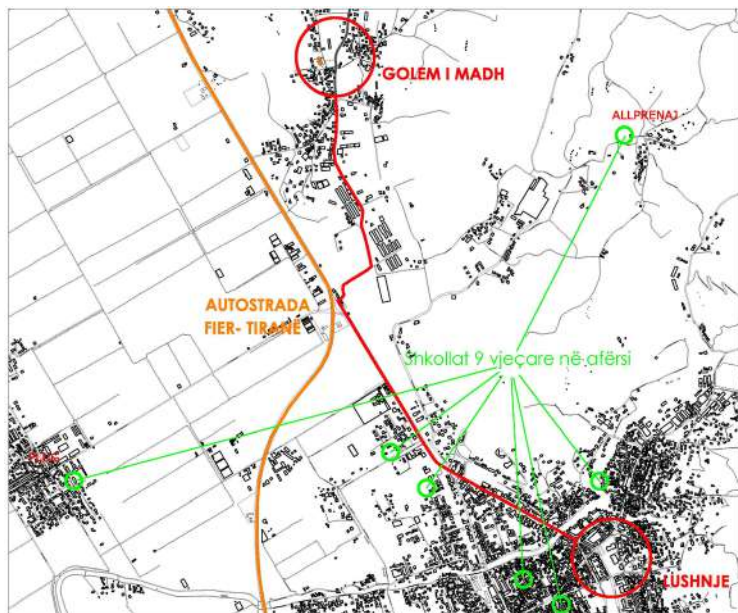 GOLEM I MADH
ALLPRENAJ
AUTOSTRADA
FIER- TIRANË
Shkollat 9 vjeçare në afërsi
LUSHNJE